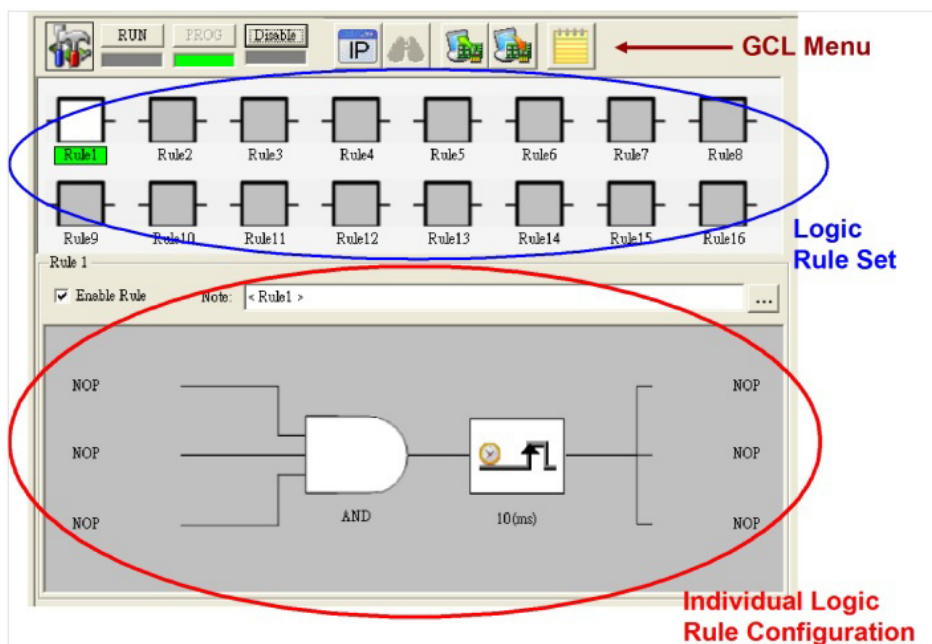 RUN PROG Disable IP GCL Menu
Rule1 Rule2 Rule3 Rule4 Rule5 Rule6 Rule7 Rule8
Rule9 Rule10 Rule11 Rule12 Rule13 Rule14 Rule15 Rule16
Logic
Rule Set
Rule 1
Enable Rule Note: < Rule1 > ...
NOP NOP
NOP NOP
AND 10(ms)
NOP NOP
Individual Logic
Rule Configuration